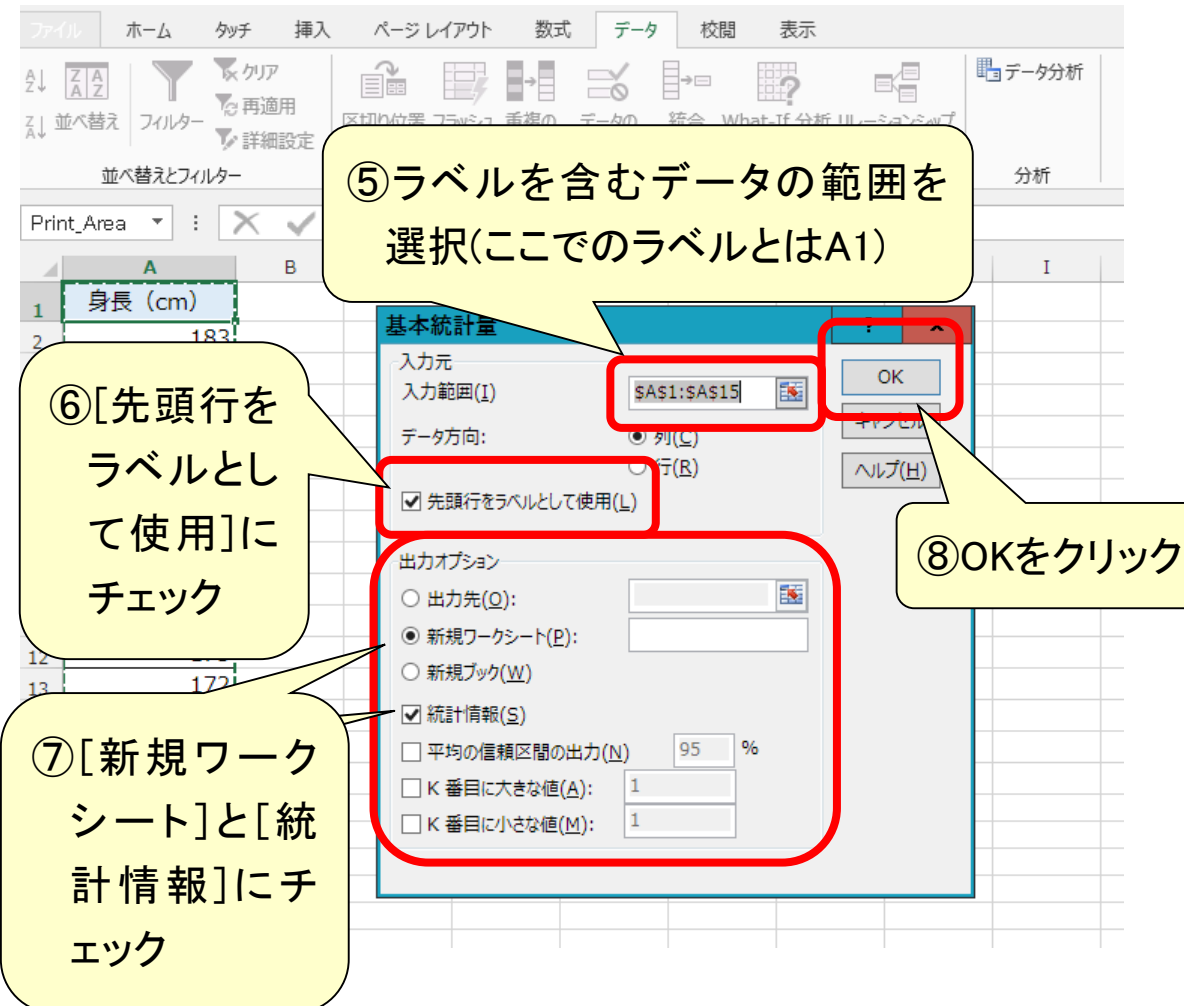 ファイル ホーム タッチ 挿入 ページ レイアウト 数式 データ 校閲 表示
並べ替え フィルター クリア 再適用 詳細設定
データ分析
What-If 分析
並べ替えとフィルター
分析
Print_Area
⑤ラベルを含むデータの範囲を
選択(ここでのラベルとはA1)
A B I
1 身長（cm）
2 183
基本統計量 ?
入力元
入力範囲(I) $A$1:$A$15
OK
キャンセル
データ方向: 列(C)
行(R)
ヘルプ(H)
先頭行をラベルとして使用(L)
⑥[先頭行を
ラベルとし
て使用]に
チェック
⑧OKをクリック
出力オプション
出力先(O):
新規ワークシート(P):
新規ブック(W)
統計情報(S)
平均の信頼区間の出力(N) 95 %
K 番目に大きな値(A): 1
K 番目に小さな値(M): 1
12
13 172
⑦[新規ワーク
シート]と[統
計情報]にチ
ェック